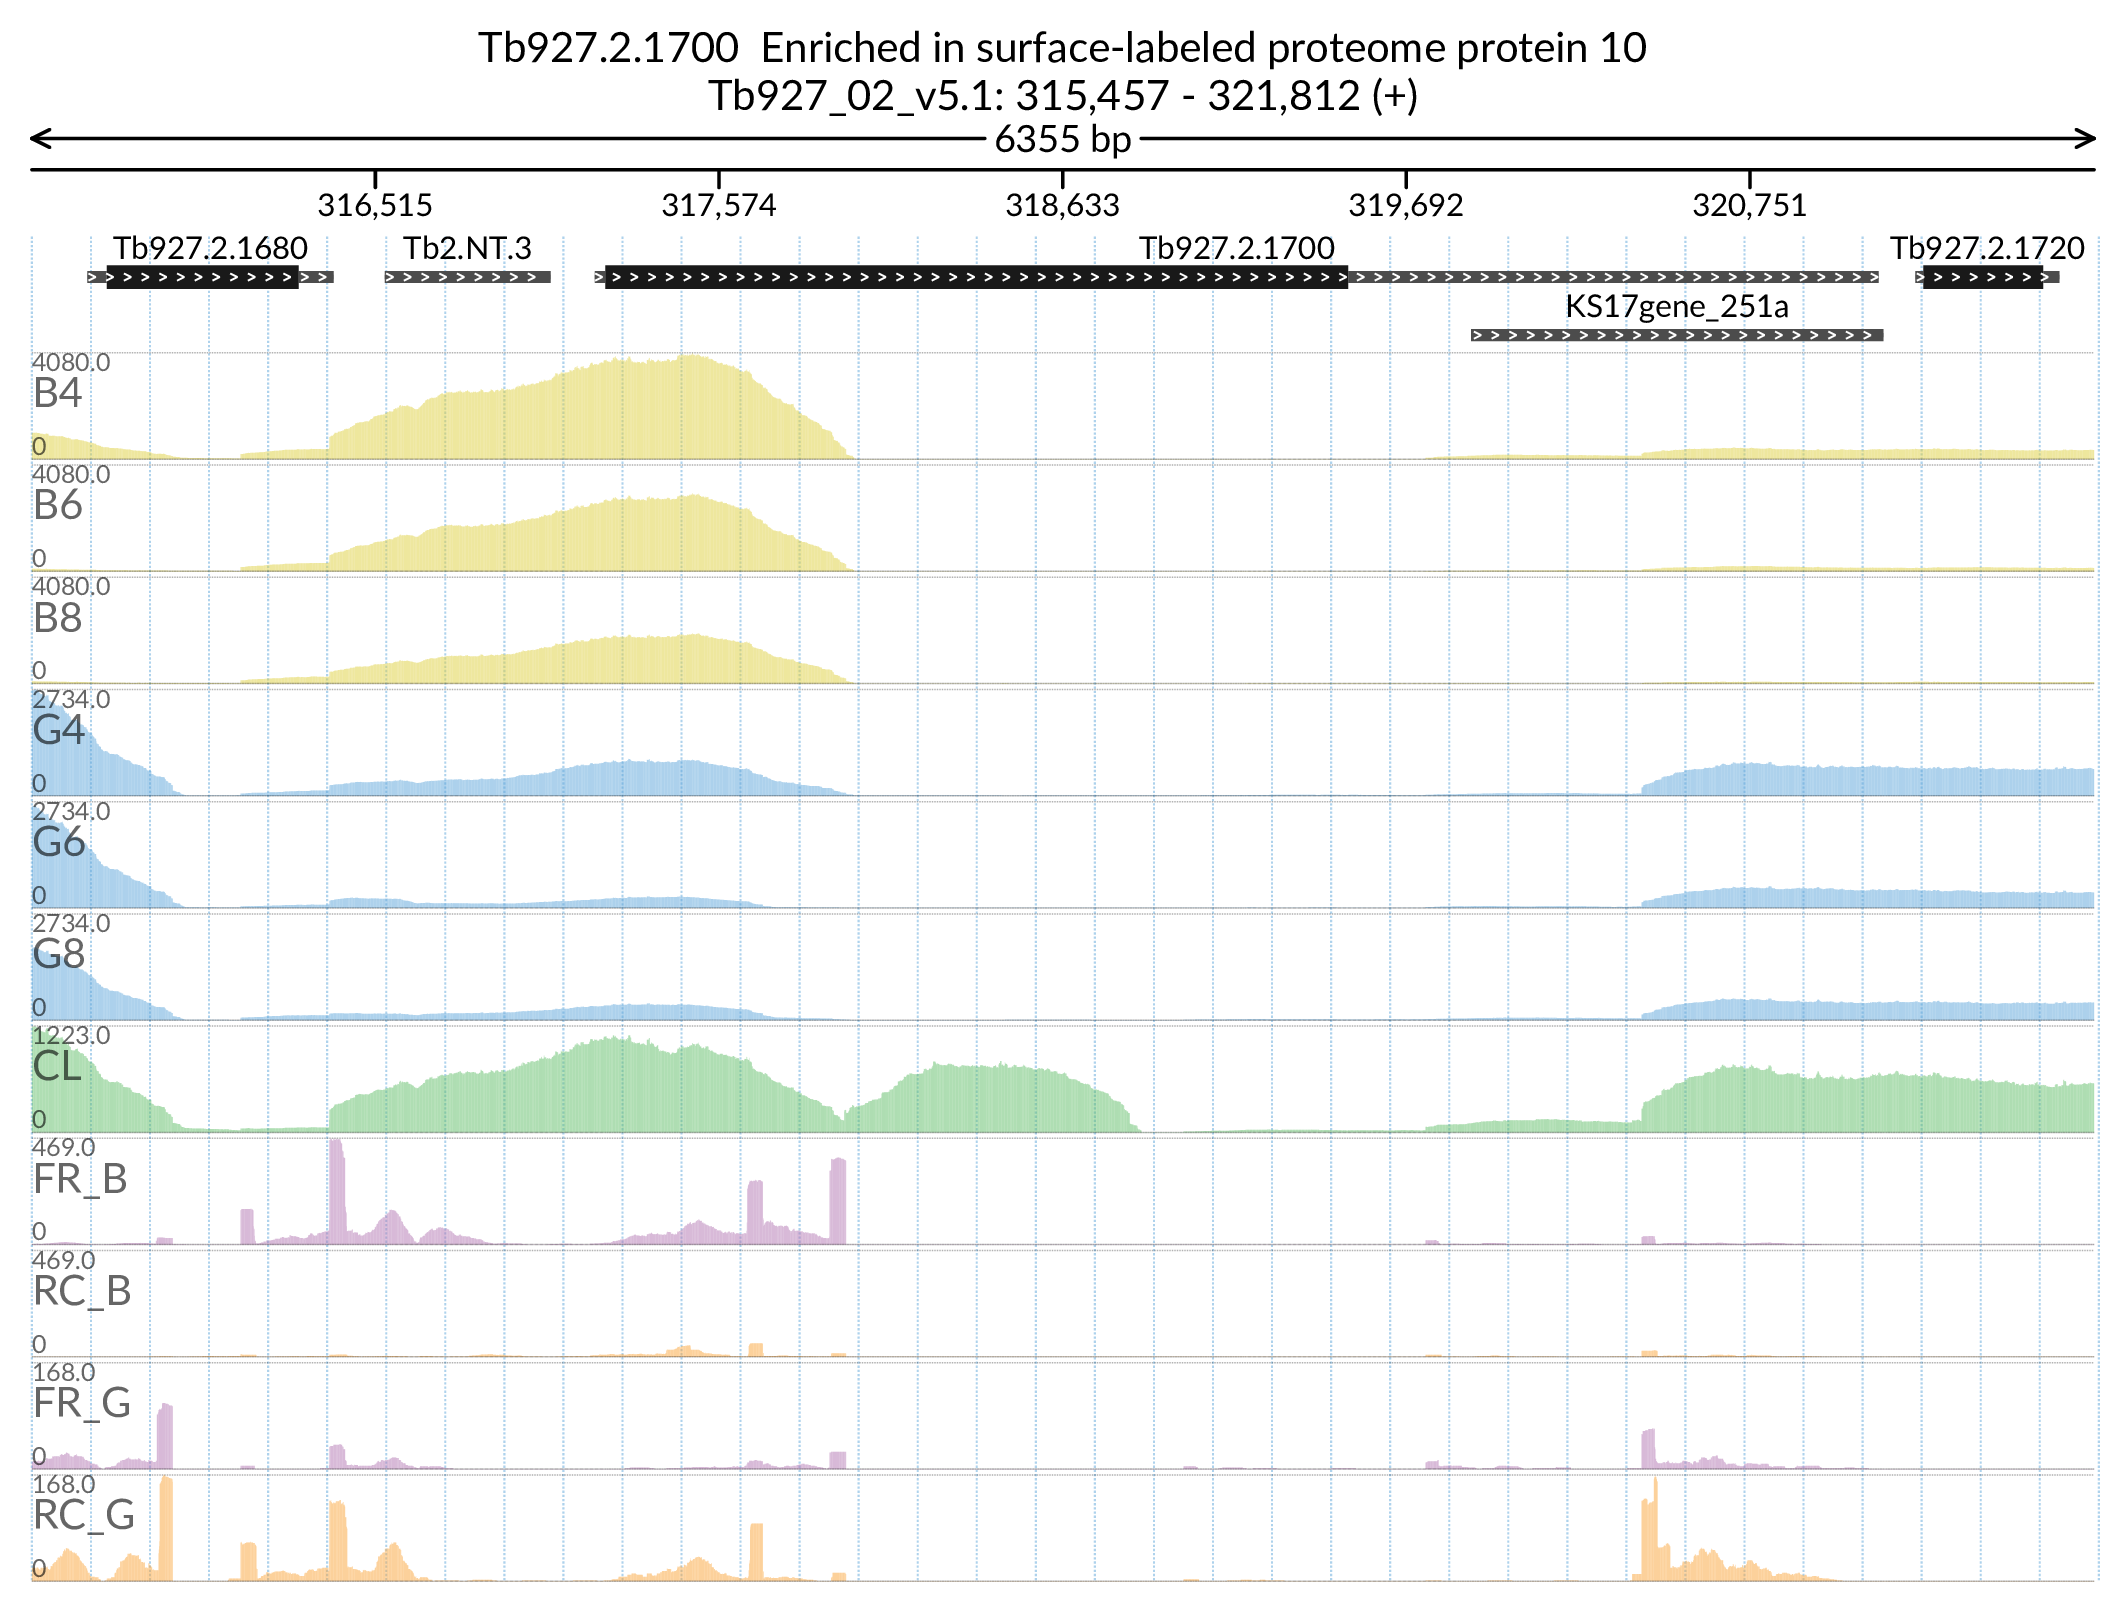 Tb927.2.1700  Enriched in surface-labeled proteome protein 10
Tb927_02_v5.1: 315,457 - 321,812 (+)
6355 bp
316,515 317,574 318,633 319,692 320,751
Tb927.2.1680 Tb2.NT.3 Tb927.2.1700 Tb927.2.1720
KS17gene_251a
4080.0
B4
0
4080.0
B6
0
4080.0
B8
0
2734.0
G4
0
2734.0
G6
0
2734.0
G8
0
1223.0
CL
0
469.0
FR_B
0
469.0
RC_B
0
168.0
FR_G
0
168.0
RC_G
0